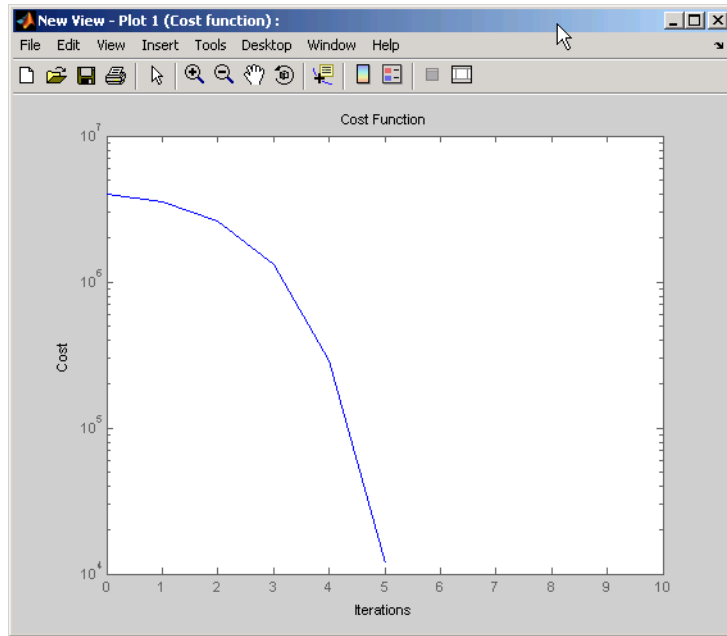 New View - Plot 1 (Cost function) :
File Edit View Insert Tools Desktop Window Help
Cost Function
10^7
10^6
10^5
10^4
Cost
0 1 2 3 4 5 6 7 8 9 10
Iterations